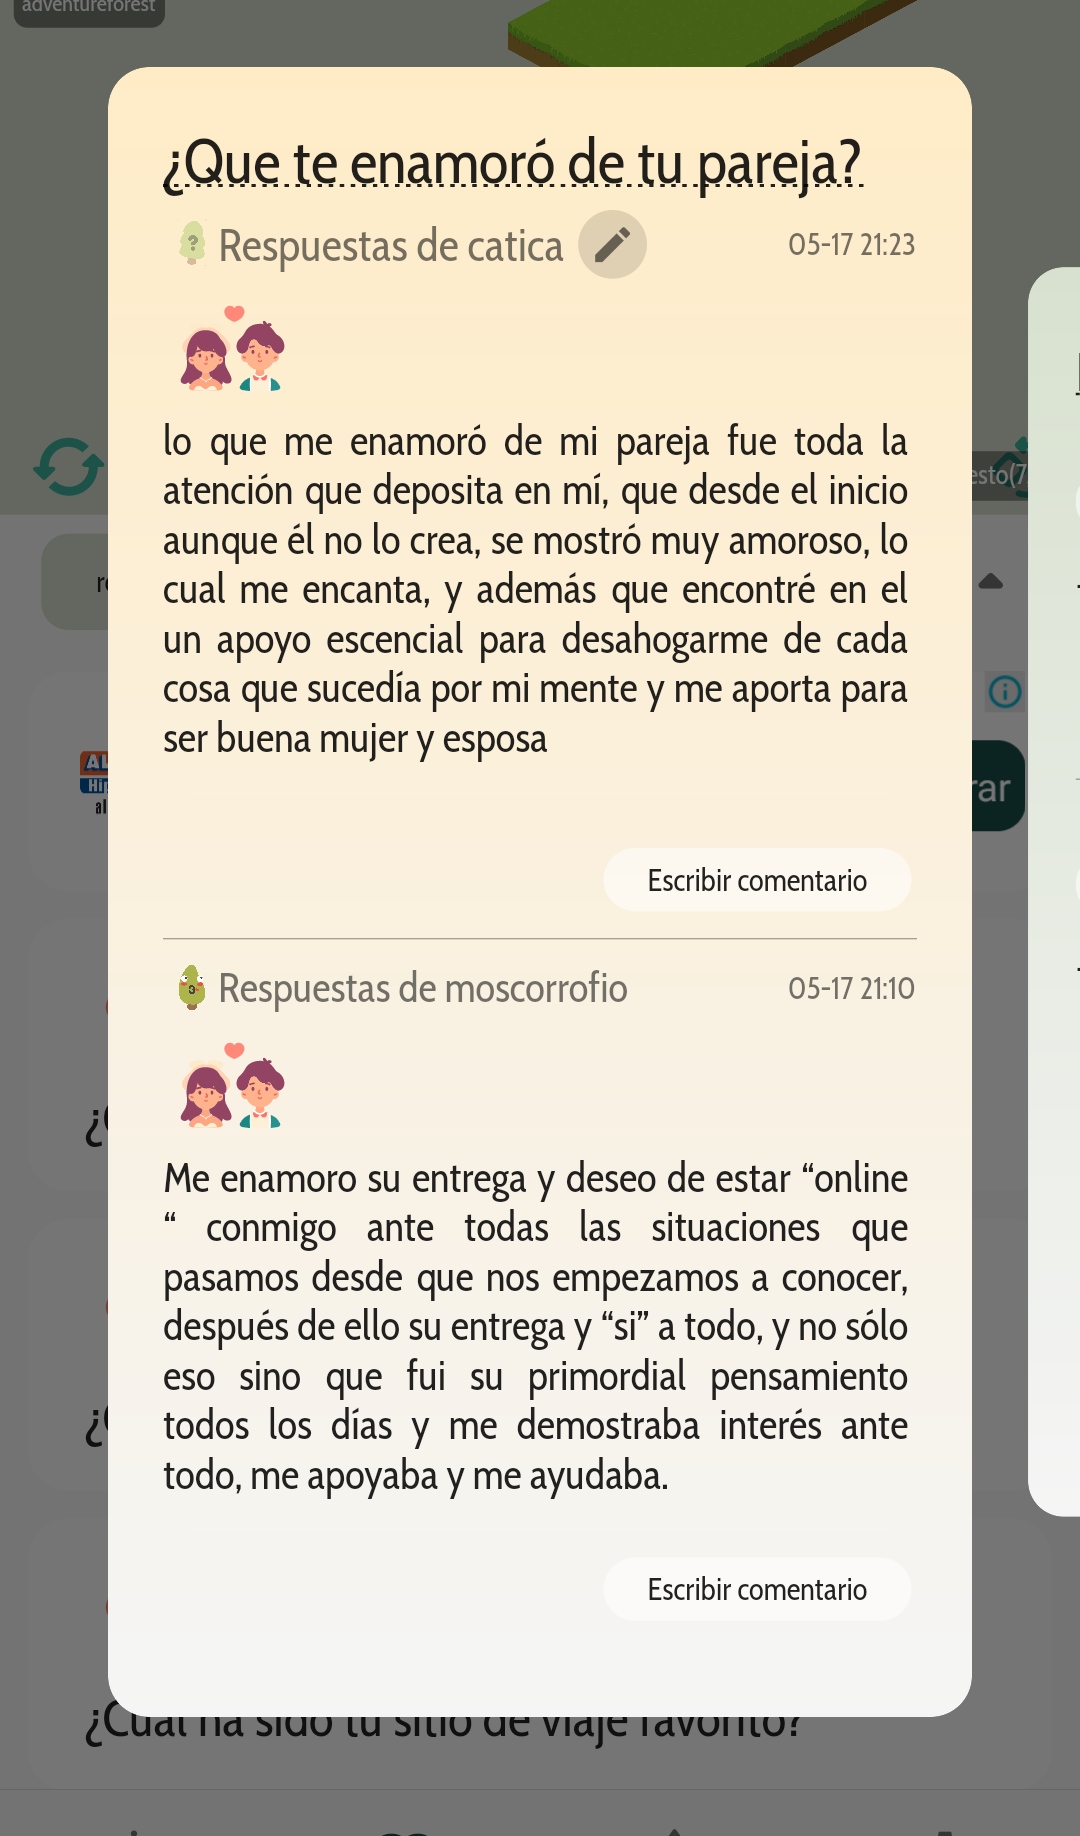 adventureforest
¿Que te enamoró de tu pareja?
Respuestas de catica
05-17 21:23
lo que me enamoró de mi pareja fue toda la
atención que deposita en mí, que desde el inicio
aunque él no lo crea, se mostró muy amoroso, lo
cual me encanta, y además que encontré en el
un apoyo escencial para desahogarme de cada
cosa que sucedía por mi mente y me aporta para
ser buena mujer y esposa
Escribir comentario
Respuestas de moscorrofio
05-17 21:10
Me enamoro su entrega y deseo de estar “online
“ conmigo ante todas las situaciones que
pasamos desde que nos empezamos a conocer,
después de ello su entrega y “si” a todo, y no sólo
eso sino que fui su primordial pensamiento
todos los días y me demostraba interés ante
todo, me apoyaba y me ayudaba.
Escribir comentario
¿Cuál ha sido tu sitio de viaje favorito?